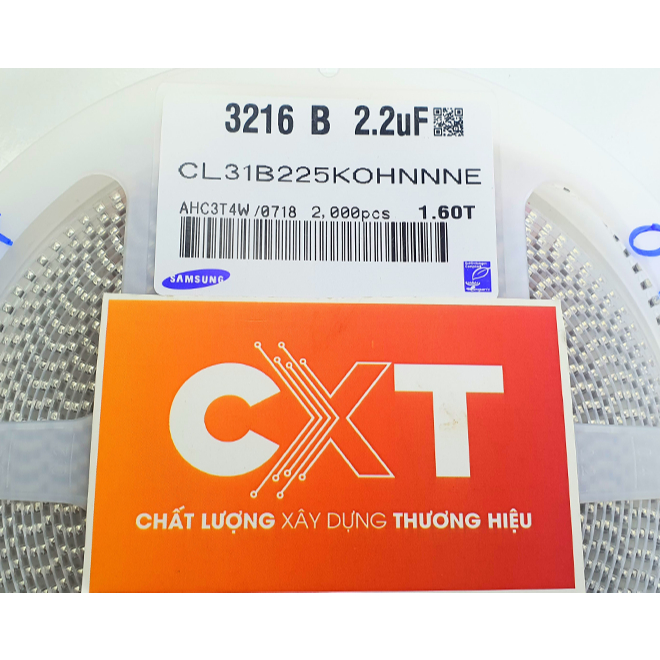 3216 B 2.2uF
CL31B225KOHNNNE
AHC3T4W/0718 2,000pcs 1.60T
SAMSUNG
CXT
CHẤT LƯỢNG XÂY DỰNG THƯƠNG HIỆU